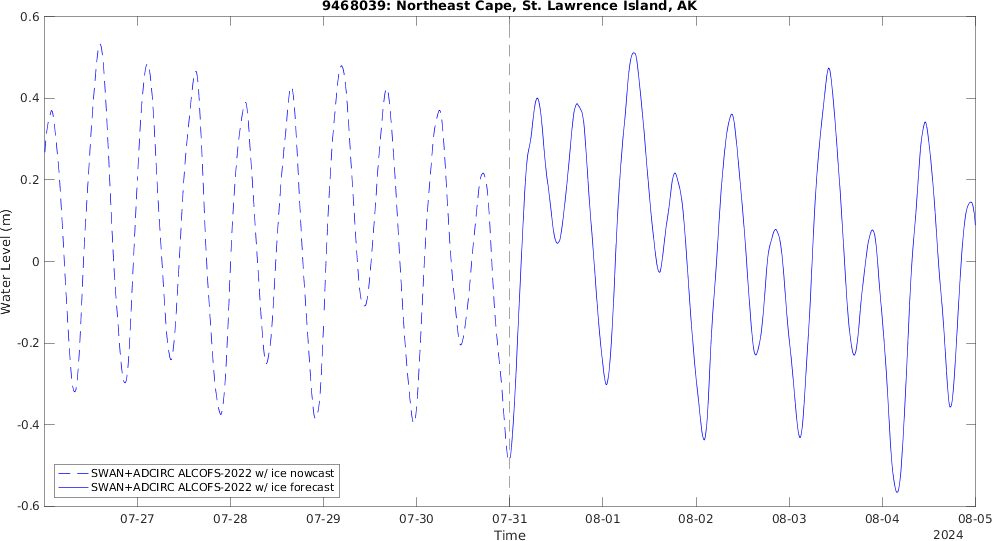 9468039: Northeast Cape, St. Lawrence Island, AK
0.6
0.4
0.2
0
-0.2
-0.4
-0.6
Water Level (m)
SWAN+ADCIRC ALCOFS-2022 w/ ice nowcast
SWAN+ADCIRC ALCOFS-2022 w/ ice forecast
07-27 07-28 07-29 07-30 07-31 08-01 08-02 08-03 08-04 08-05
Time
2024